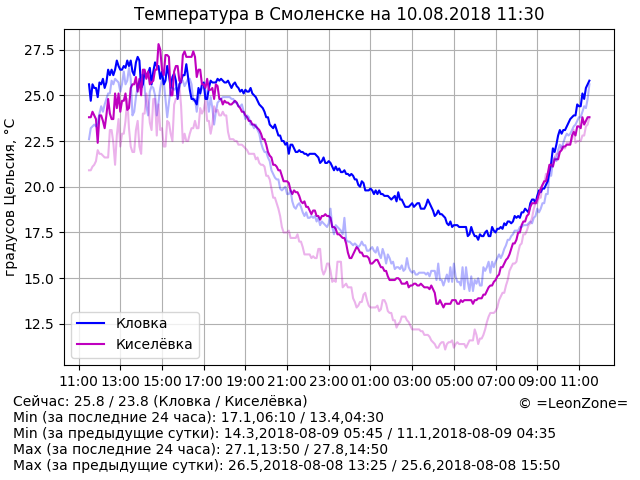 Температура в Смоленске на 10.08.2018 11:30
градусов Цельсия, °C
27.5
25.0
22.5
20.0
17.5
15.0
12.5
Кловка
Киселёвка
11:00 13:00 15:00 17:00 19:00 21:00 23:00 01:00 03:00 05:00 07:00 09:00 11:00
Сейчас: 25.8 / 23.8 (Кловка / Киселёвка)
© =LeonZone=
Min (за последние 24 часа): 17.1,06:10 / 13.4,04:30
Min (за предыдущие сутки): 14.3,2018-08-09 05:45 / 11.1,2018-08-09 04:35
Max (за последние 24 часа): 27.1,13:50 / 27.8,14:50
Max (за предыдущие сутки): 26.5,2018-08-08 13:25 / 25.6,2018-08-08 15:50